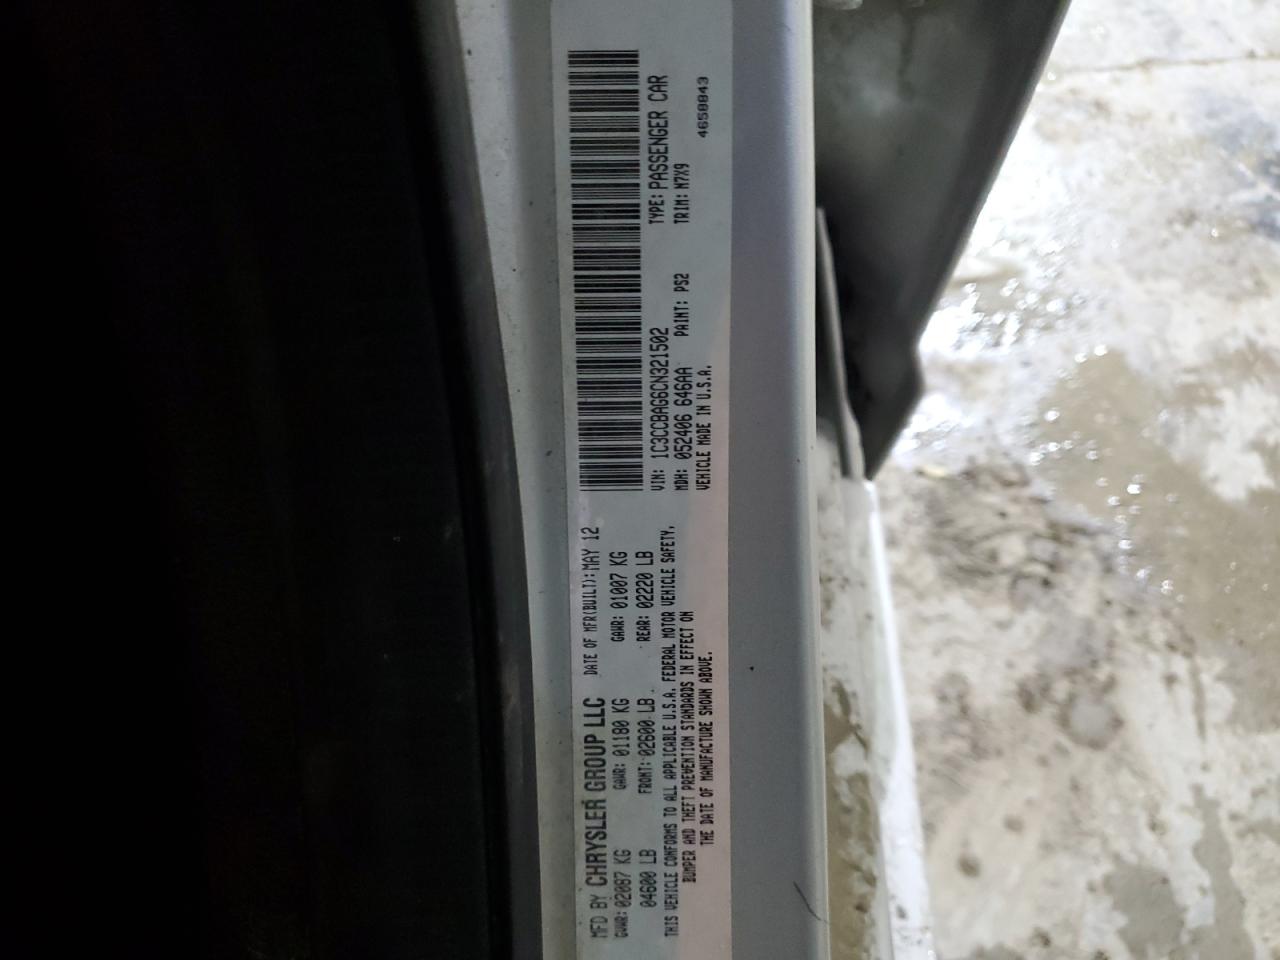 MFD BY CHRYSLER GROUP LLC DATE OF MFR(BUILT): MAY 12
GVWR: 02087 KG GAWR: 01180 KG GAWR: 01007 KG
04600 LB FRONT: 02600 LB REAR: 02220 LB
THIS VEHICLE CONFORMS TO ALL APPLICABLE U.S.A. FEDERAL MOTOR VEHICLE SAFETY,
BUMPER AND THEFT PREVENTION STANDARDS IN EFFECT ON
THE DATE OF MANUFACTURE SHOWN ABOVE.
VIN: 1C3CCBAG6CN321502 TYPE: PASSENGER CAR
MDH: 052406 646AA PAINT: PS2 TRIM: M7X9
VEHICLE MADE IN U.S.A. 4658843